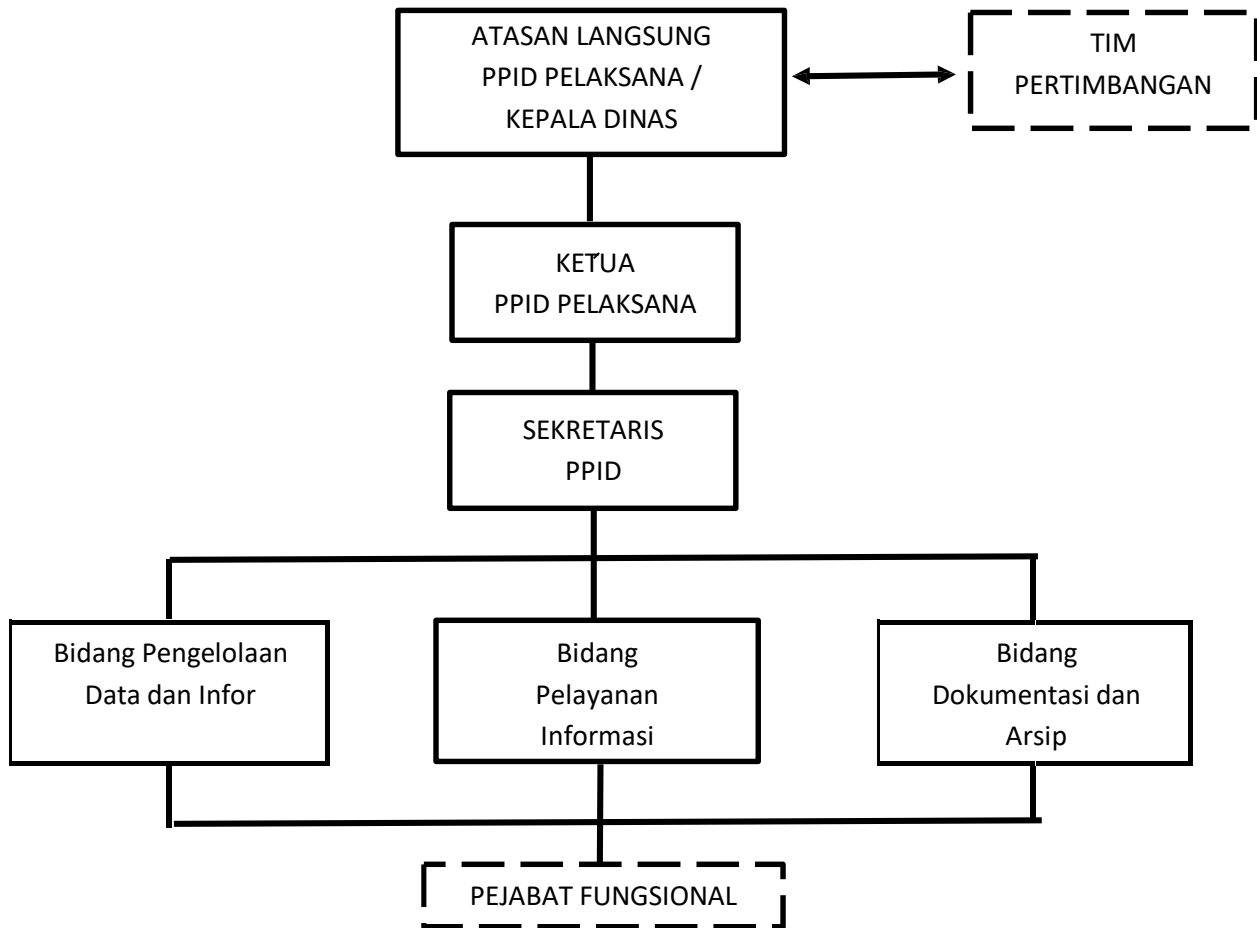 ATASAN LANGSUNG
PPID PELAKSANA /
KEPALA DINAS
TIM
PERTIMBANGAN
KETUA
PPID PELAKSANA
SEKRETARIS
PPID
Bidang Pengelolaan
Data dan Infor
Bidang
Pelayanan
Informasi
Bidang
Dokumentasi dan
Arsip
PEJABAT FUNGSIONAL